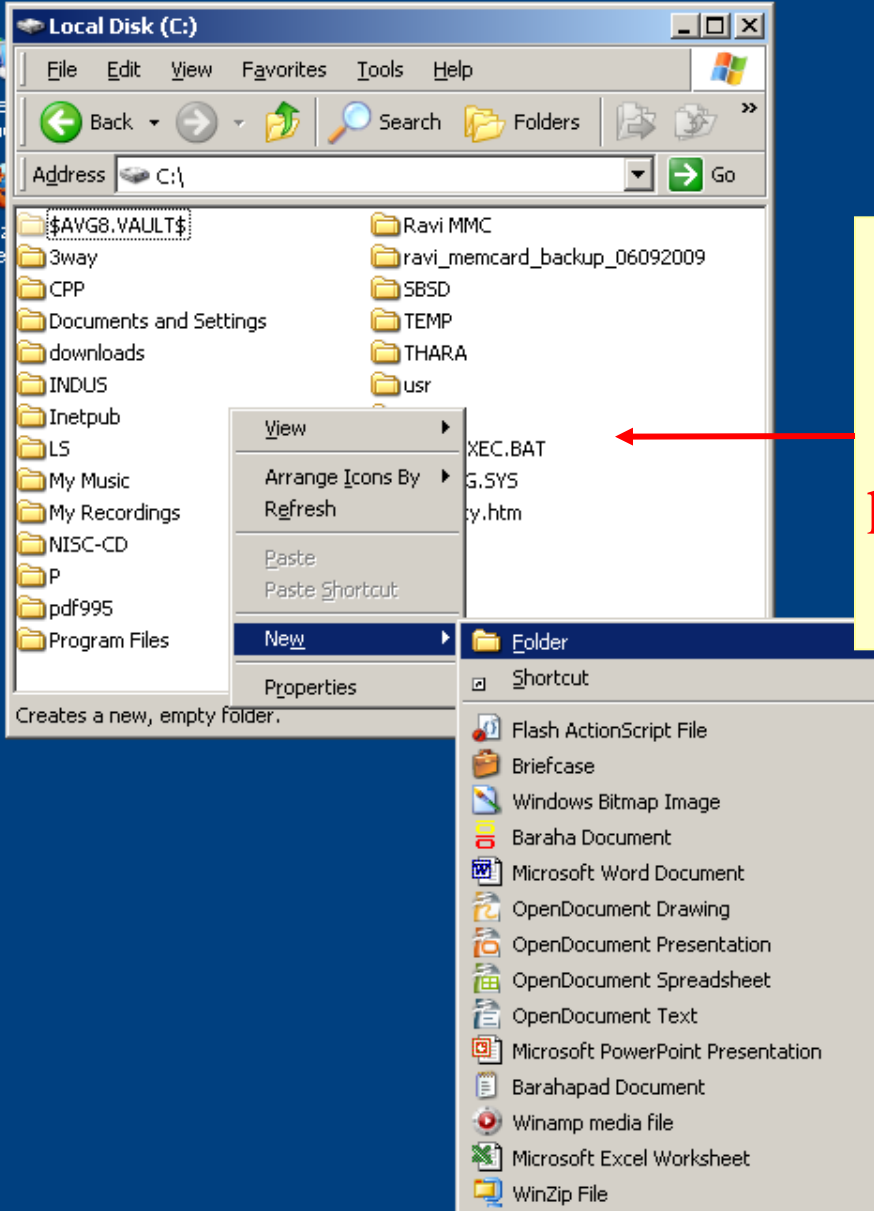 Local Disk (C:)
File Edit View Favorites Tools Help
Back Search Folders »
Address C:\ Go
$AVG8.VAULT$
3way
CPP
Documents and Settings
downloads
INDUS
Inetpub
LS
My Music
My Recordings
NISC-CD
P
pdf995
Program Files
Ravi MMC
ravi_memcard_backup_06092009
SBSD
TEMP
THARA
usr
XEC.BAT
G.SYS
y.htm
View
Arrange Icons By
Refresh
Paste
Paste Shortcut
New
Properties
Creates a new, empty folder.
Folder
Shortcut
Flash ActionScript File
Briefcase
Windows Bitmap Image
Baraha Document
Microsoft Word Document
OpenDocument Drawing
OpenDocument Presentation
OpenDocument Spreadsheet
OpenDocument Text
Microsoft PowerPoint Presentation
Barahapad Document
Winamp media file
Microsoft Excel Worksheet
WinZip File